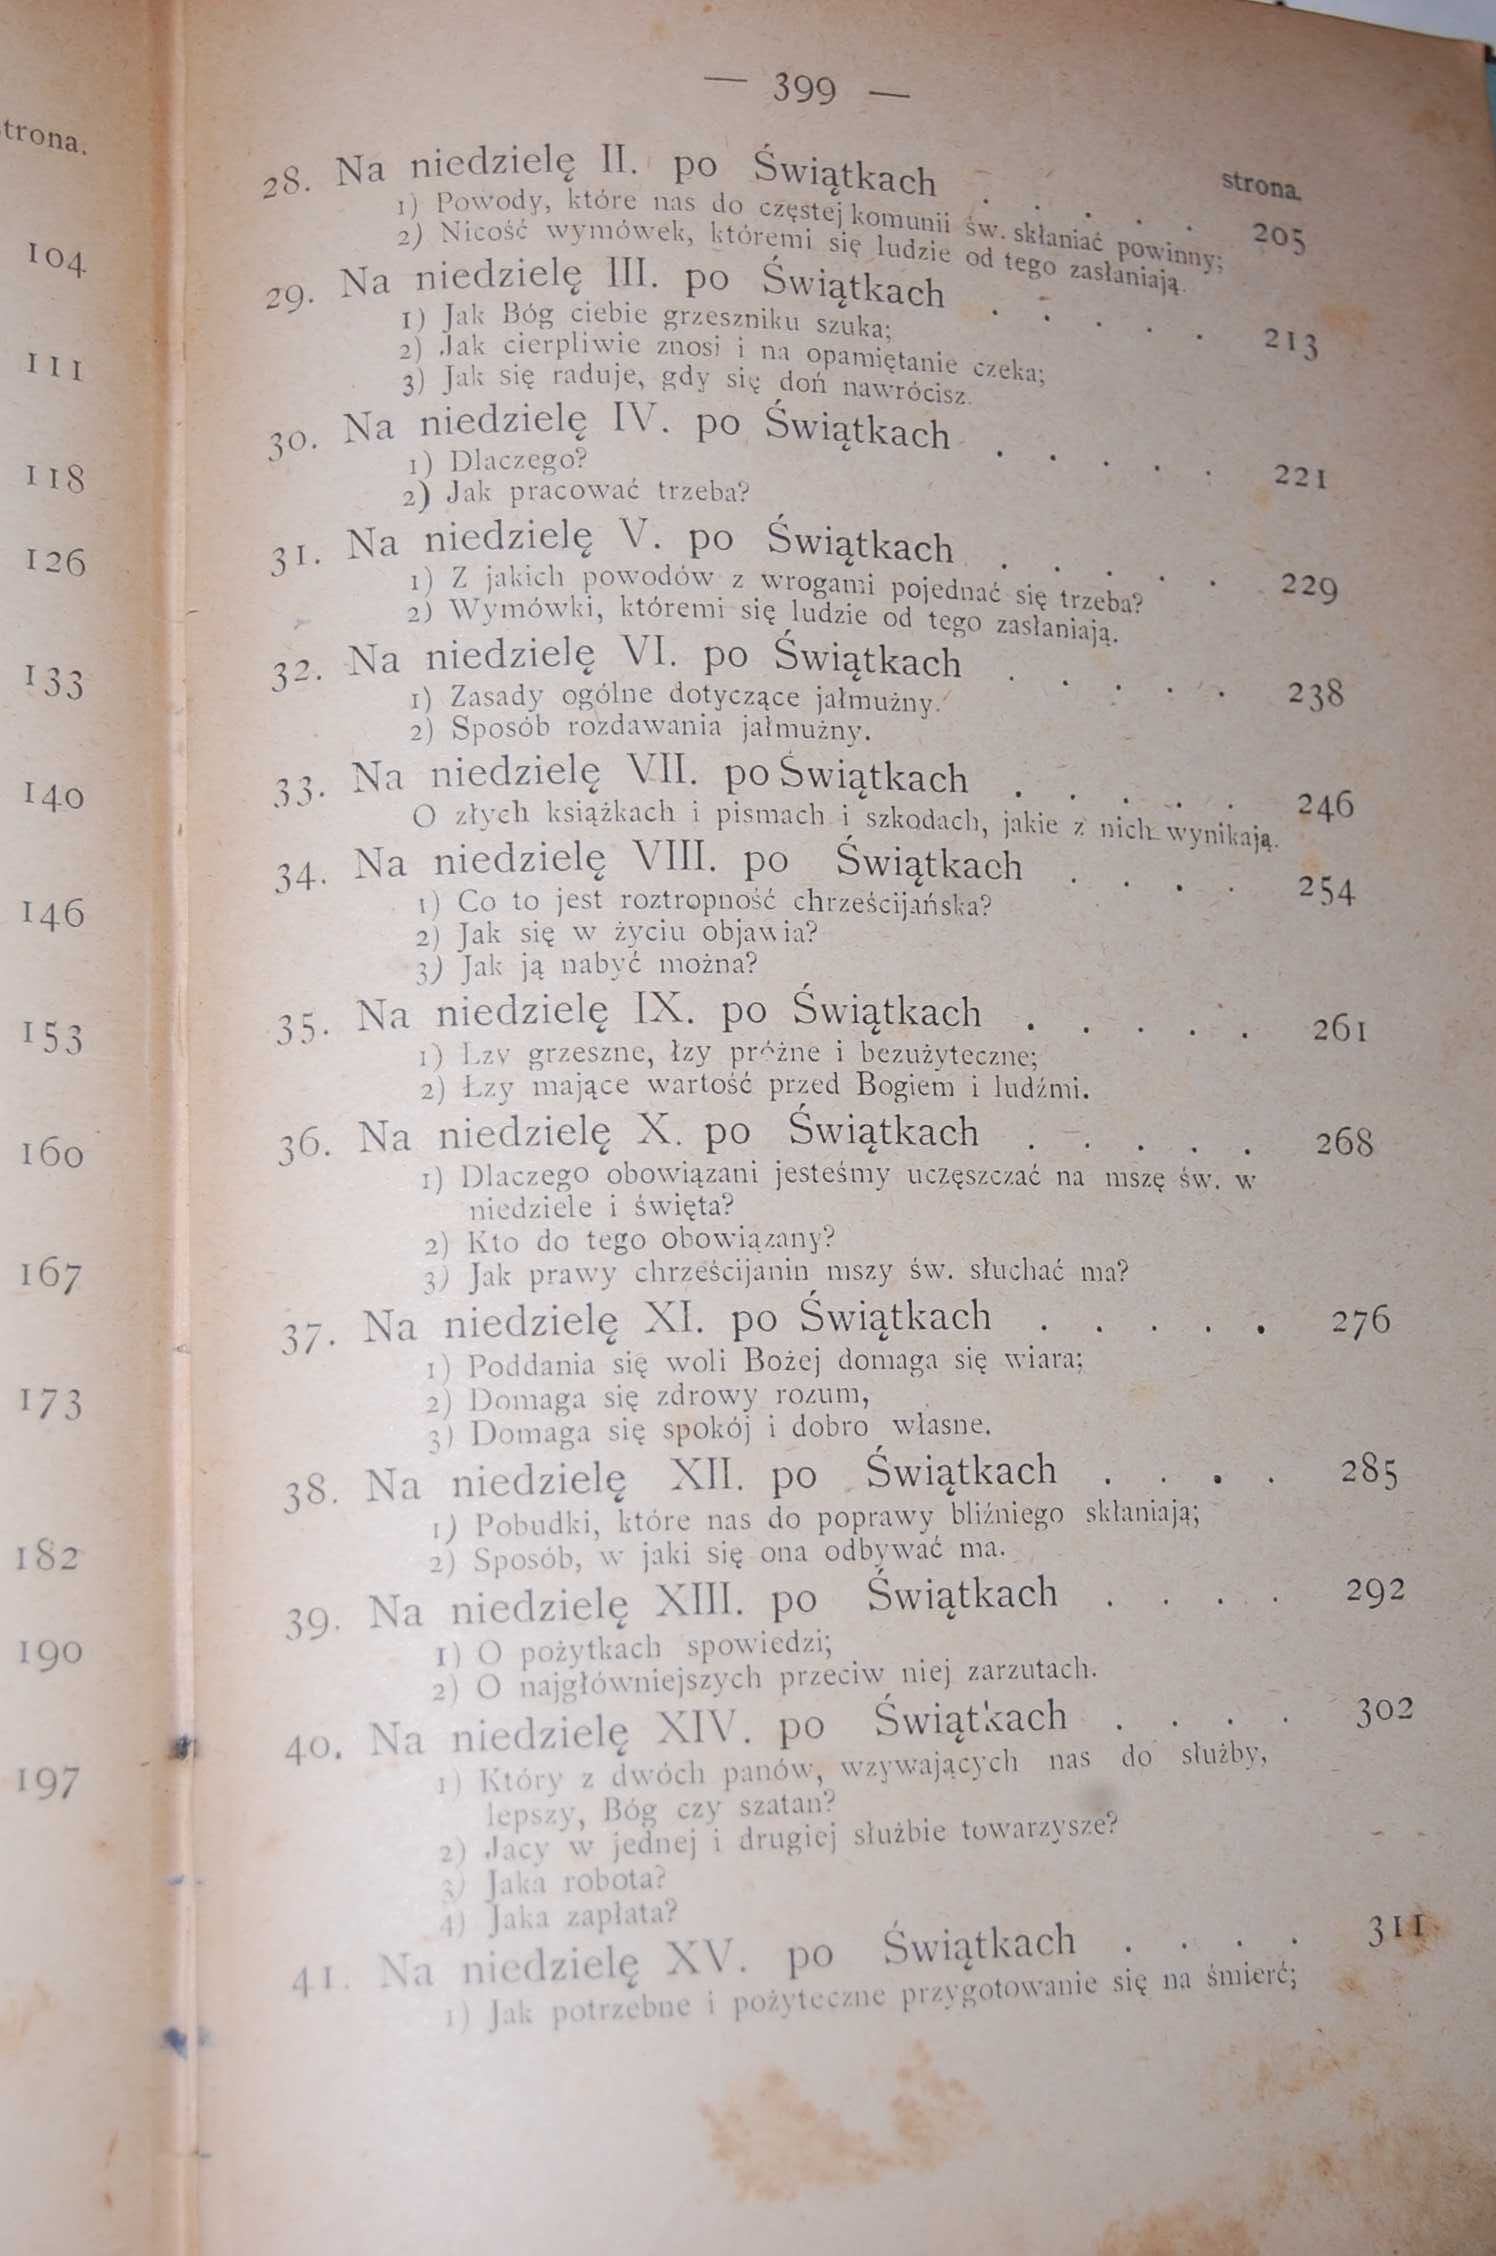 trona.
104
111
118
126
133
140
146
153
160
167
173
182
190
197
— 399 —
strona.
28. Na niedzielę II. po Świątkach . . . . . 205
1) Powody, które nas do częstej komunii św. skłaniać powinny;
2) Nicość wymówek, któremi się ludzie od tego zasłaniają.
29. Na niedzielę III. po Świątkach . . . . . 213
1) Jak Bóg ciebie grzeszniku szuka;
2) Jak cierpliwie znosi i na opamiętanie czeka;
3) Jak się raduje, gdy się doń nawrócisz.
30. Na niedzielę IV. po Świątkach . . . . . 221
1) Dlaczego?
2) Jak pracować trzeba?
31. Na niedzielę V. po Świątkach . . . . . 229
1) Z jakich powodów z wrogami pojednać się trzeba?
2) Wymówki, któremi się ludzie od tego zasłaniają.
32. Na niedzielę VI. po Świątkach . . . . . 238
1) Zasady ogólne dotyczące jałmużny.
2) Sposób rozdawania jałmużny.
33. Na niedzielę VII. po Świątkach . . . . . 246
O złych książkach i pismach i szkodach, jakie z nich wynikają.
34. Na niedzielę VIII. po Świątkach . . . . 254
1) Co to jest roztropność chrześcijańska?
2) Jak się w życiu objawia?
3) Jak ją nabyć można?
35. Na niedzielę IX. po Świątkach . . . . . 261
1) Łzy grzeszne, łzy próżne i bezużyteczne;
2) Łzy mające wartość przed Bogiem i ludźmi.
36. Na niedzielę X. po Świątkach . . . . . 268
1) Dlaczego obowiązani jesteśmy uczęszczać na mszę św. w
niedziele i święta?
2) Kto do tego obowiązany?
3) Jak prawy chrześcijanin mszy św. słuchać ma?
37. Na niedzielę XI. po Świątkach . . . . . 276
1) Poddania się woli Bożej domaga się wiara;
2) Domaga się zdrowy rozum,
3) Domaga się spokój i dobro własne.
38. Na niedzielę XII. po Świątkach . . . . 285
1) Pobudki, które nas do poprawy bliźniego skłaniają;
2) Sposób, w jaki się ona odbywać ma.
39. Na niedzielę XIII. po Świątkach . . . . 292
1) O pożytkach spowiedzi;
2) O najgłówniejszych przeciw niej zarzutach.
40. Na niedzielę XIV. po Świątkach . . . . 302
1) Który z dwóch panów, wzywających nas do służby,
lepszy, Bóg czy szatan?
2) Jacy w jednej i drugiej służbie towarzysze?
3) Jaka robota?
4) Jaka zapłata?
41. Na niedzielę XV. po Świątkach . . . . 311
1) Jak potrzebne i pożyteczne przygotowanie się na śmierć;